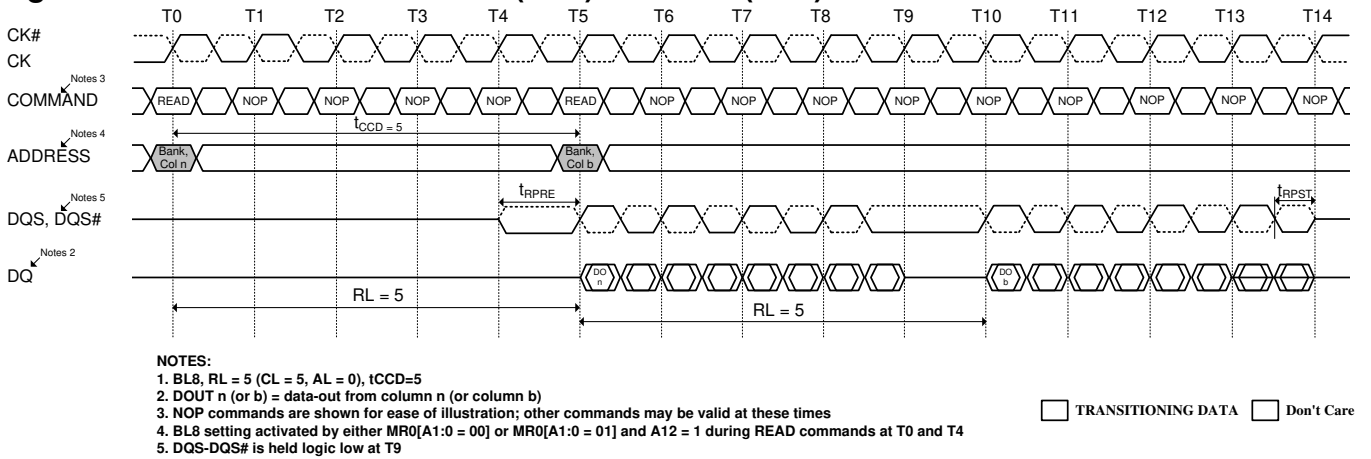 T0 T1 T2 T3 T4 T5 T6 T7 T8 T9 T10 T11 T12 T13 T14
CK#
CK
Notes 3
COMMAND READ NOP NOP NOP NOP READ NOP NOP NOP NOP NOP NOP NOP NOP NOP
tCCD = 5
Notes 4
ADDRESS Bank, Col n Bank, Col b
tRPRE tRPST
Notes 5
DQS, DQS#
Notes 2
DQ DO n DO b
RL = 5
RL = 5
NOTES:
1. BL8, RL = 5 (CL = 5, AL = 0), tCCD=5
2. DOUT n (or b) = data-out from column n (or column b)
3. NOP commands are shown for ease of illustration; other commands may be valid at these times
4. BL8 setting activated by either MR0[A1:0 = 00] or MR0[A1:0 = 01] and A12 = 1 during READ commands at T0 and T4
5. DQS-DQS# is held logic low at T9
TRANSITIONING DATA Don't Care